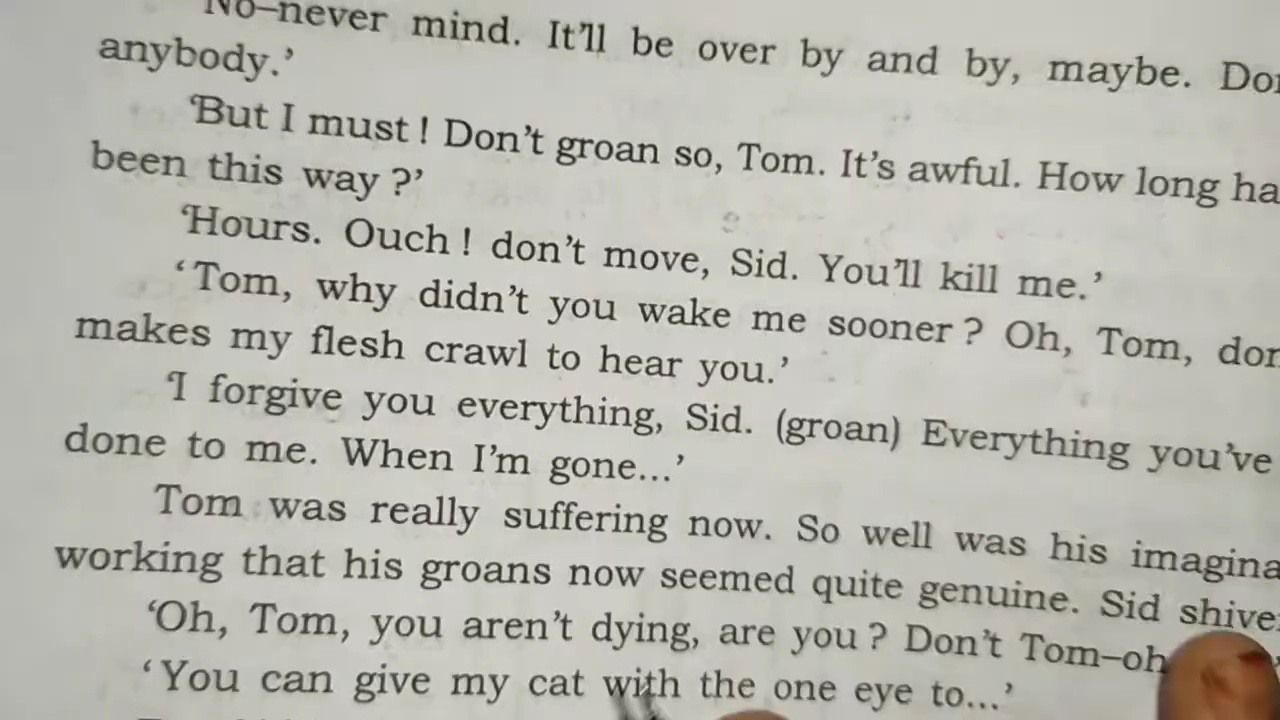 No–never mind. It'll be over by and by, maybe. Don
anybody.'
'But I must! Don't groan so, Tom. It's awful. How long ha
been this way?'
'Hours. Ouch! don't move, Sid. You'll kill me.'
'Tom, why didn't you wake me sooner? Oh, Tom, don
makes my flesh crawl to hear you.'
'I forgive you everything, Sid. (groan) Everything you've
done to me. When I'm gone...'
Tom was really suffering now. So well was his imagina
working that his groans now seemed quite genuine. Sid shive
'Oh, Tom, you aren't dying, are you? Don't Tom–oh
'You can give my cat with the one eye to...'